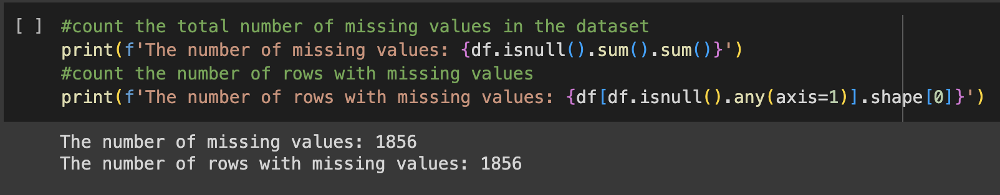 [ ] #count the total number of missing values in the dataset
print(f'The number of missing values: {df.isnull().sum().sum()}')
#count the number of rows with missing values
print(f'The number of rows with missing values: {df[df.isnull().any(axis=1)].shape[0]}')
The number of missing values: 1856
The number of rows with missing values: 1856